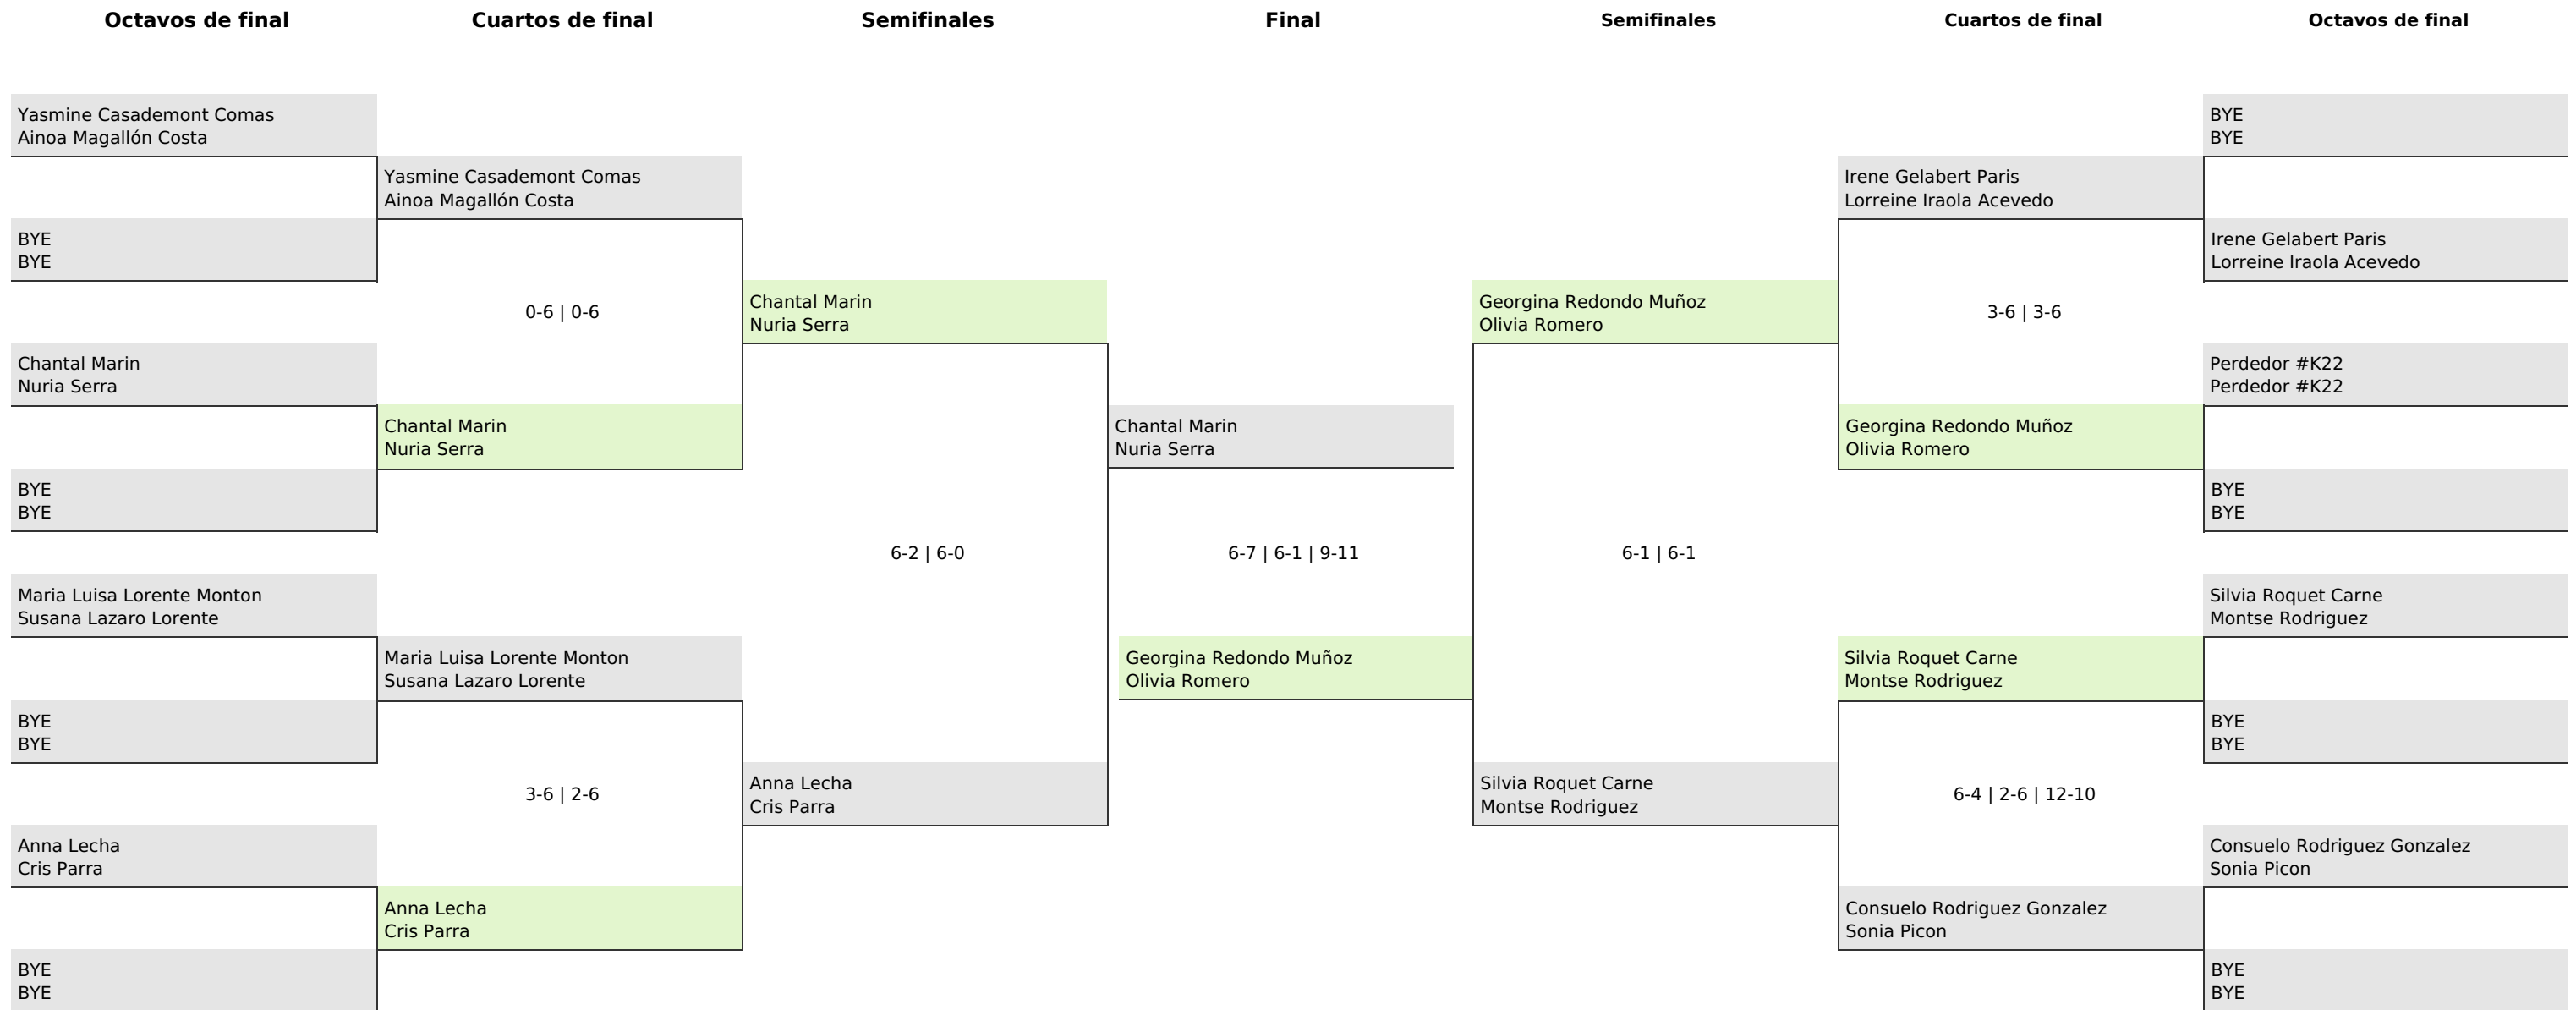 Octavos de final
Cuartos de final
Semifinales
Final
Semifinales
Cuartos de final
Octavos de final
Yasmine Casademont Comas
Ainoa Magallón Costa
BYE
BYE
Chantal Marin
Nuria Serra
BYE
BYE
Maria Luisa Lorente Monton
Susana Lazaro Lorente
BYE
BYE
Anna Lecha
Cris Parra
BYE
BYE
Yasmine Casademont Comas
Ainoa Magallón Costa
0-6 | 0-6
Chantal Marin
Nuria Serra
Maria Luisa Lorente Monton
Susana Lazaro Lorente
3-6 | 2-6
Anna Lecha
Cris Parra
Chantal Marin
Nuria Serra
6-2 | 6-0
Anna Lecha
Cris Parra
Chantal Marin
Nuria Serra
6-7 | 6-1 | 9-11
Georgina Redondo Muñoz
Olivia Romero
Georgina Redondo Muñoz
Olivia Romero
6-1 | 6-1
Silvia Roquet Carne
Montse Rodriguez
Irene Gelabert Paris
Lorreine Iraola Acevedo
3-6 | 3-6
Georgina Redondo Muñoz
Olivia Romero
Silvia Roquet Carne
Montse Rodriguez
6-4 | 2-6 | 12-10
Consuelo Rodriguez Gonzalez
Sonia Picon
BYE
BYE
Irene Gelabert Paris
Lorreine Iraola Acevedo
Perdedor #K22
Perdedor #K22
BYE
BYE
Silvia Roquet Carne
Montse Rodriguez
BYE
BYE
Consuelo Rodriguez Gonzalez
Sonia Picon
BYE
BYE